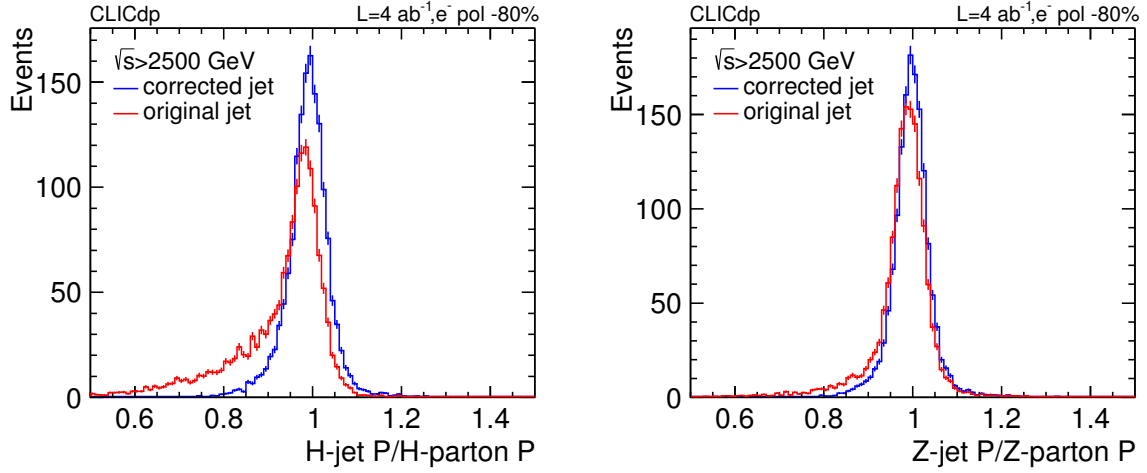 CLICdp
L=4 ab⁻¹,e⁻ pol -80%
Events
√s>2500 GeV
corrected jet
original jet
150
100
50
0
0.6
0.8
1
1.2
1.4
H-jet P/H-parton P
CLICdp
L=4 ab⁻¹,e⁻ pol -80%
Events
√s>2500 GeV
corrected jet
original jet
150
100
50
0
0.6
0.8
1
1.2
1.4
Z-jet P/Z-parton P